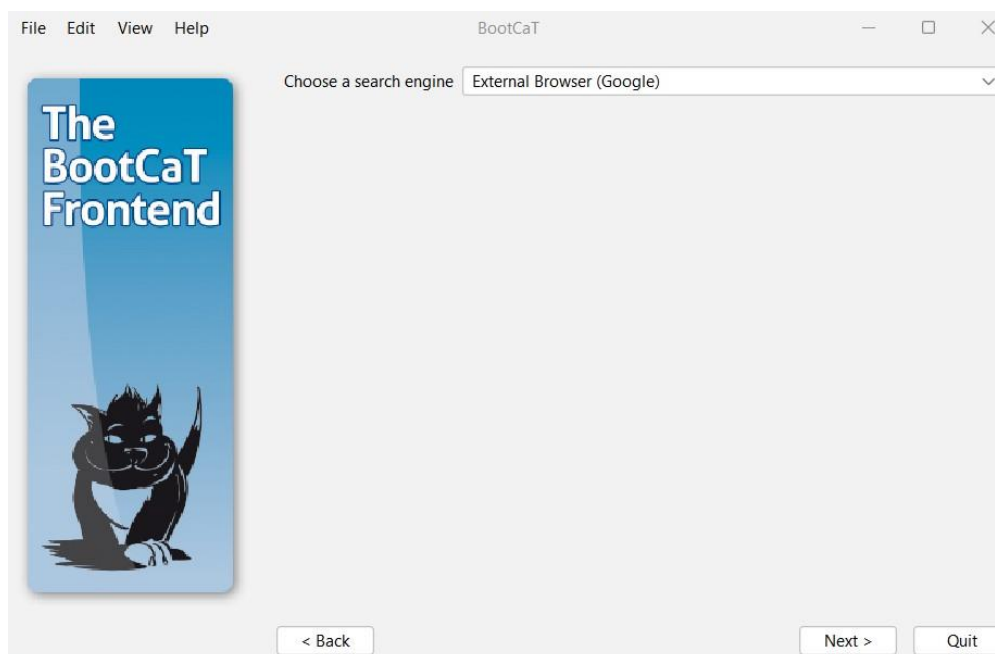 File Edit View Help
BootCaT
Choose a search engine External Browser (Google)
The
BootCaT
Frontend
< Back
Next >
Quit